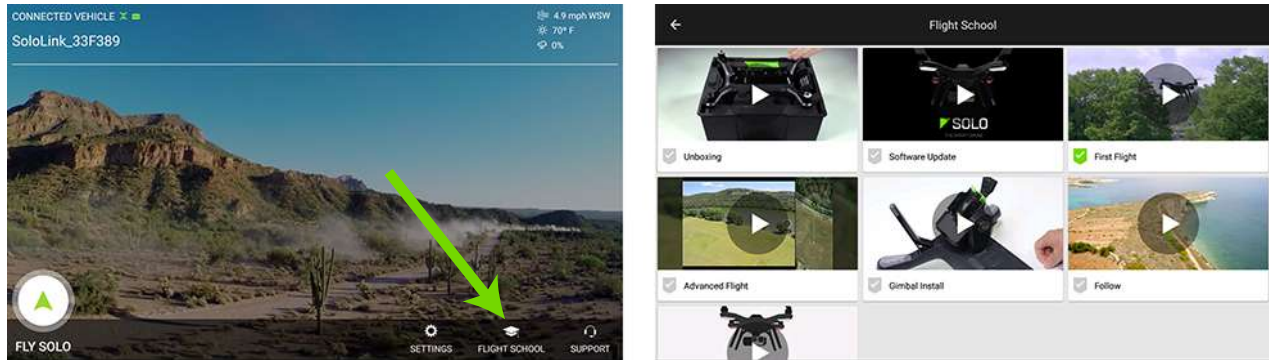 CONNECTED VEHICLE
SoloLink_33F389
4.9 mph WSW
70° F
0%
FLY SOLO
SETTINGS
FLIGHT SCHOOL
SUPPORT
Flight School
SOLO
Unboxing
Software Update
First Flight
Advanced Flight
Gimbal Install
Follow